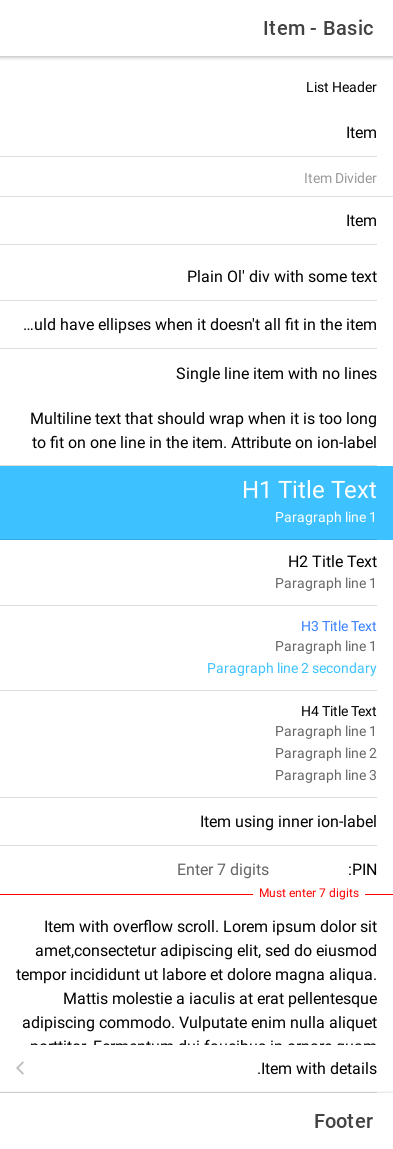 Item - Basic
List Header
Item
Item Divider
Item
Plain Ol' div with some text
...uld have ellipses when it doesn't all fit in the item
Single line item with no lines
Multiline text that should wrap when it is too long
to fit on one line in the item. Attribute on ion-label
H1 Title Text
Paragraph line 1
H2 Title Text
Paragraph line 1
H3 Title Text
Paragraph line 1
Paragraph line 2 secondary
H4 Title Text
Paragraph line 1
Paragraph line 2
Paragraph line 3
Item using inner ion-label
:PIN Enter 7 digits
Must enter 7 digits
Item with overflow scroll. Lorem ipsum dolor sit
amet,consectetur adipiscing elit, sed do eiusmod
tempor incididunt ut labore et dolore magna aliqua.
Mattis molestie a iaculis at erat pellentesque
adipiscing commodo. Vulputate enim nulla aliquet
porttitor. Fermentum dui faucibus in ornare quam
.Item with details
Footer